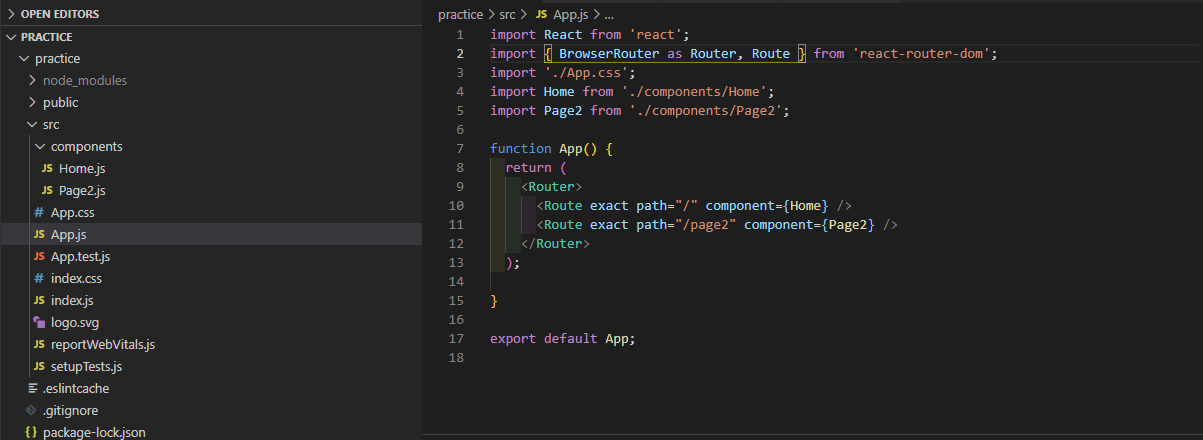 OPEN EDITORS
PRACTICE
practice
node_modules
public
src
components
JS Home.js
JS Page2.js
# App.css
JS App.js
JS App.test.js
# index.css
JS index.js
logo.svg
JS reportWebVitals.js
JS setupTests.js
.eslintcache
.gitignore
{} package-lock.json
practice > src > JS App.js > ...
1 import React from 'react';
2 import { BrowserRouter as Router, Route } from 'react-router-dom';
3 import './App.css';
4 import Home from './components/Home';
5 import Page2 from './components/Page2';
6
7 function App() {
8 return (
9 <Router>
10 <Route exact path="/" component={Home} />
11 <Route exact path="/page2" component={Page2} />
12 </Router>
13 );
14
15 }
16
17 export default App;
18